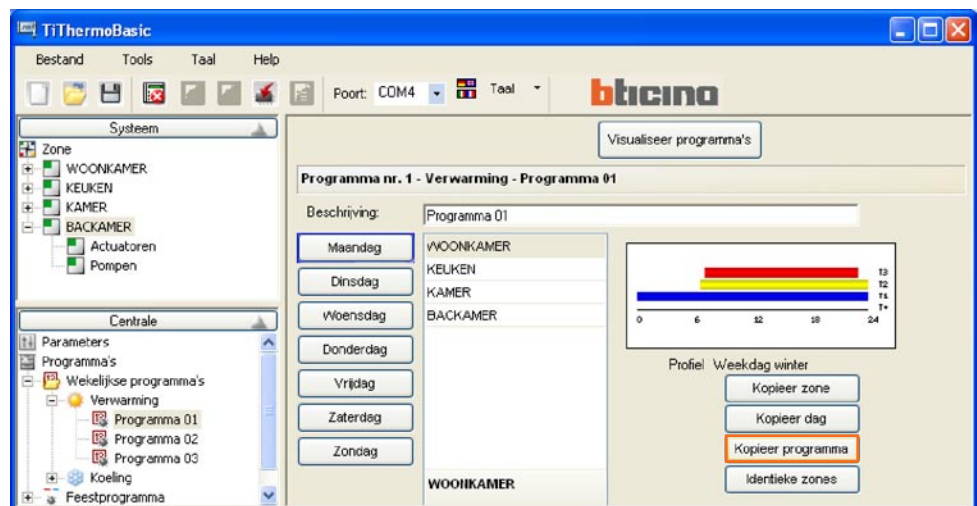 TiThermoBasic
Bestand Tools Taal Help
Poort: COM4 Taal bticino
Systeem
Zone
WOONKAMER
KEUKEN
KAMER
BACKAMER
Actuatoren
Pompen
Centrale
Parameters
Programma's
Wekelijkse programma's
Verwarming
Programma 01
Programma 02
Programma 03
Koeling
Feestprogramma
Visualiseer programma's
Programma nr. 1 - Verwarming - Programma 01
Beschrijving: Programma 01
Maandag
Dinsdag
Woensdag
Donderdag
Vrijdag
Zaterdag
Zondag
WOONKAMER
KEUKEN
KAMER
BACKAMER
WOONKAMER
T3
T2
T1
T*
0 6 12 18 24
Profiel Weekdag winter
Kopieer zone
Kopieer dag
Kopieer programma
Identieke zones